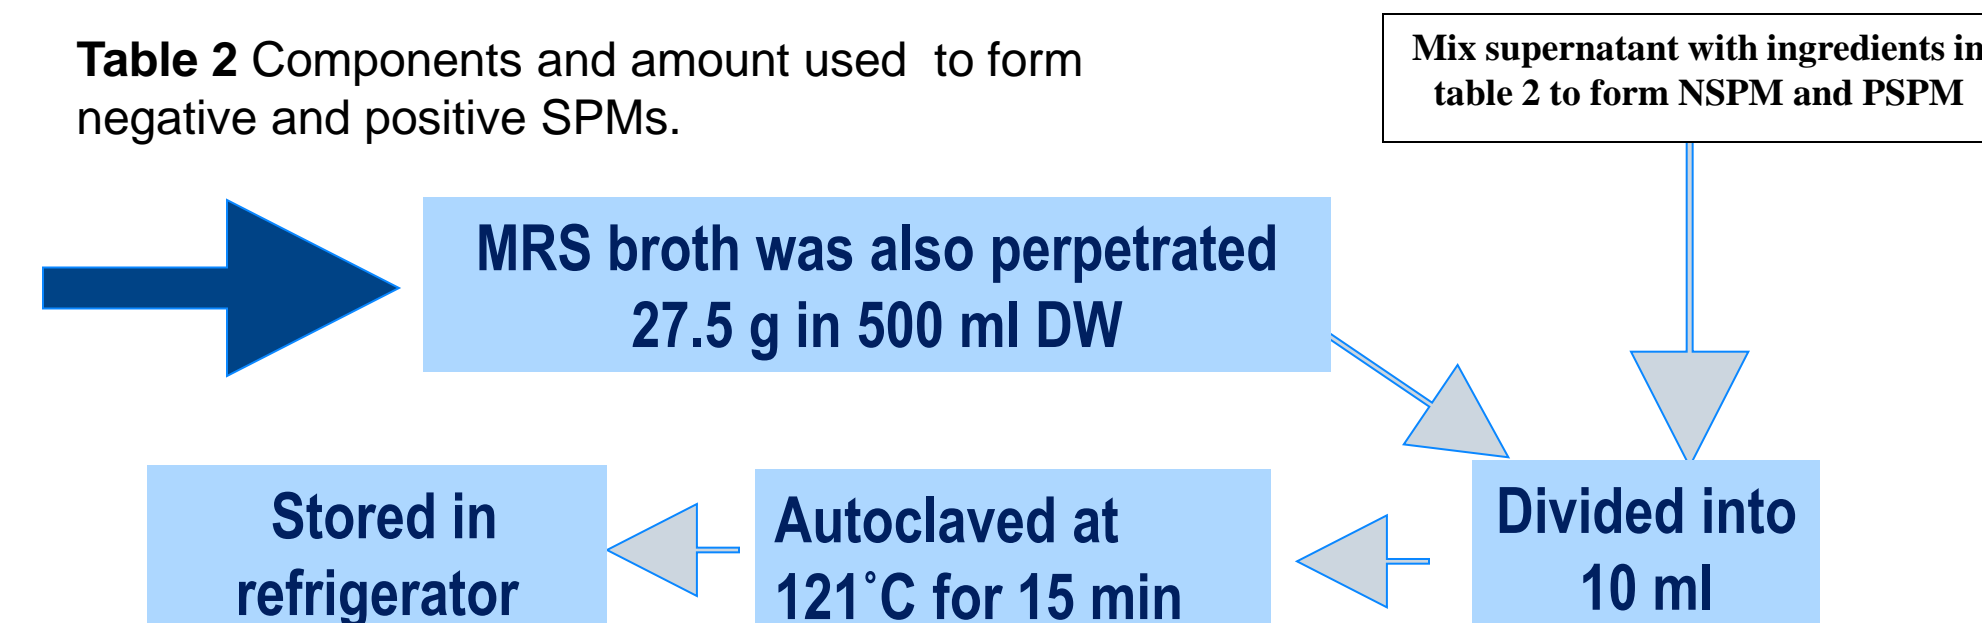 Table 2 Components and amount used to form
negative and positive SPMs.
Mix supernatant with ingredients in
table 2 to form NSPM and PSPM
MRS broth was also perpetrated
27.5 g in 500 ml DW
Stored in
refrigerator
Autoclaved at
121˚C for 15 min
Divided into
10 ml